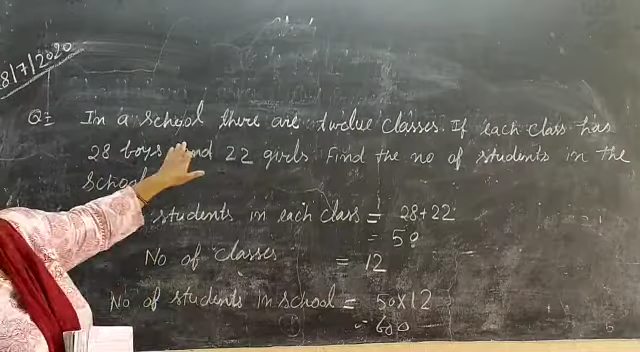 8/7/2020
Q1 In a school there are twelve classes. If each class has
28 boys and 22 girls find the no of students in the
School
students in each class = 28+22
= 50
No of classes = 12
No of students in school = 50x12
= 600